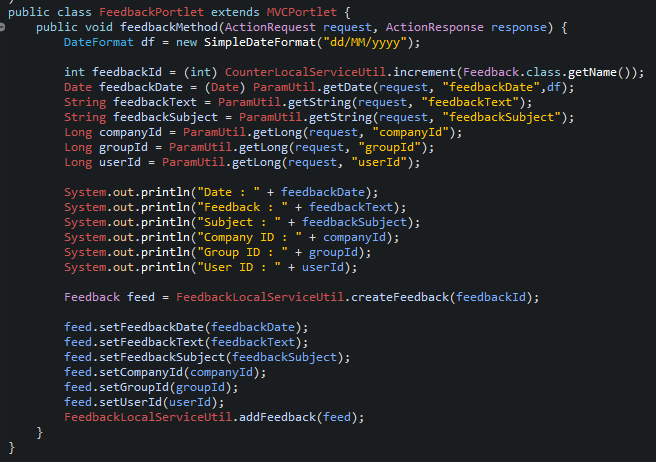 public class FeedbackPortlet extends MVCPortlet {
public void feedbackMethod(ActionRequest request, ActionResponse response) {
DateFormat df = new SimpleDateFormat("dd/MM/yyyy");
int feedbackId = (int) CounterLocalServiceUtil.increment(Feedback.class.getName());
Date feedbackDate = (Date) ParamUtil.getDate(request, "feedbackDate",df);
String feedbackText = ParamUtil.getString(request, "feedbackText");
String feedbackSubject = ParamUtil.getString(request, "feedbackSubject");
Long companyId = ParamUtil.getLong(request, "companyId");
Long groupId = ParamUtil.getLong(request, "groupId");
Long userId = ParamUtil.getLong(request, "userId");
System.out.println("Date : " + feedbackDate);
System.out.println("Feedback : " + feedbackText);
System.out.println("Subject : " + feedbackSubject);
System.out.println("Company ID : " + companyId);
System.out.println("Group ID : " + groupId);
System.out.println("User ID : " + userId);
Feedback feed = FeedbackLocalServiceUtil.createFeedback(feedbackId);
feed.setFeedbackDate(feedbackDate);
feed.setFeedbackText(feedbackText);
feed.setFeedbackSubject(feedbackSubject);
feed.setCompanyId(companyId);
feed.setGroupId(groupId);
feed.setUserId(userId);
FeedbackLocalServiceUtil.addFeedback(feed);
}
}